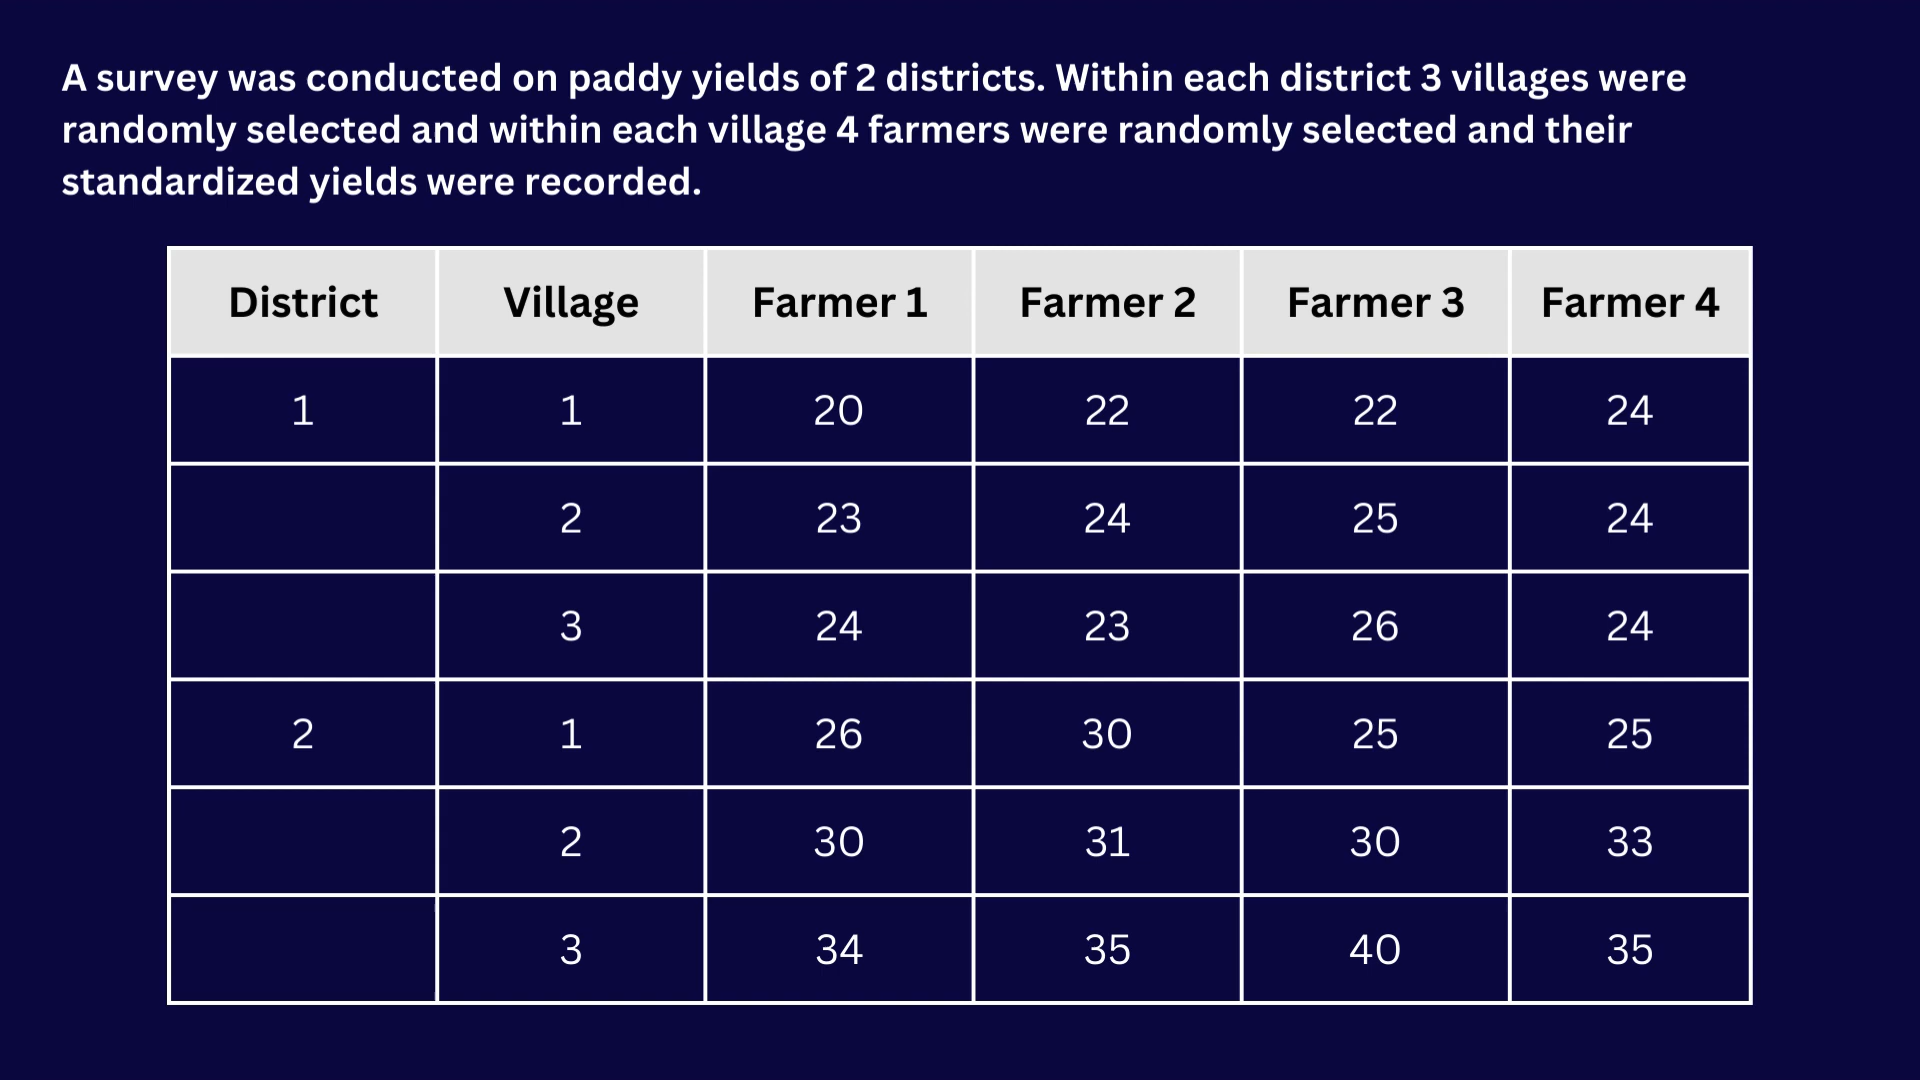 A survey was conducted on paddy yields of 2 districts. Within each district 3 villages were
randomly selected and within each village 4 farmers were randomly selected and their
standardized yields were recorded.
District Village Farmer 1 Farmer 2 Farmer 3 Farmer 4
1 1 20 22 22 24
2 23 24 25 24
3 24 23 26 24
2 1 26 30 25 25
2 30 31 30 33
3 34 35 40 35